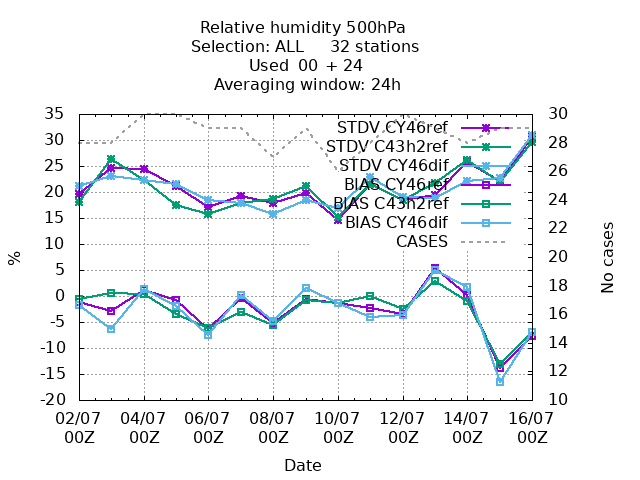 Relative humidity 500hPa
Selection: ALL 32 stations
Used 00 + 24
Averaging window: 24h
35
30
25
20
15
10
5
0
-5
-10
-15
-20
%
STDV CY46ref
STDV C43h2ref
STDV CY46dif
BIAS CY46ref
BIAS C43h2ref
BIAS CY46dif
CASES
30
28
26
24
22
20
18
16
14
12
10
No cases
02/07 04/07 06/07 08/07 10/07 12/07 14/07 16/07
00Z 00Z 00Z 00Z 00Z 00Z 00Z 00Z
Date